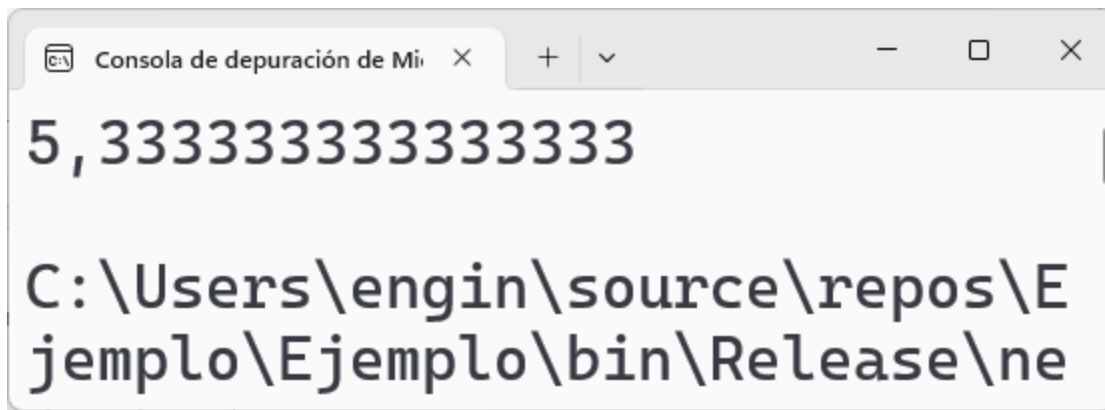 Consola de depuración de Mi
5,333333333333333
C:\Users\engin\source\repos\E
jemplo\Ejemplo\bin\Release\ne